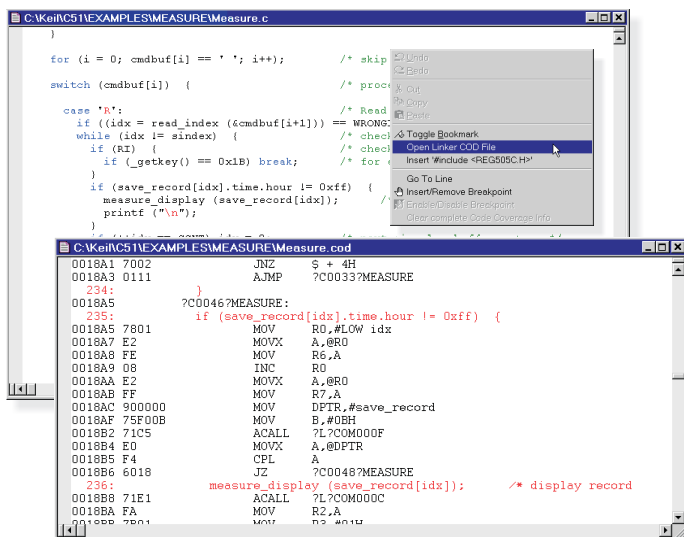 C:\Keil\C51\EXAMPLES\MEASURE\Measure.c
}
for (i = 0; cmdbuf[i] == ' '; i++);          /* skip
switch (cmdbuf[i])  {                        /* proce
case 'R':                                  /* Read
if ((idx = read_index (&cmdbuf[i+1])) == WRONG
while (idx != sindex)  {                 /* chec
if (RI)  {                             /* chec
if (_getkey() == 0x1B) break;        /* for
}
if (save_record[idx].time.hour != 0xff)  {
measure_display (save_record[idx]);      /*
printf ("\n");
}
Undo
Redo
Cut
Copy
Paste
Toggle Bookmark
Open Linker COD File
Insert '#include <REG505C.H>'
Go To Line
Insert/Remove Breakpoint
Enable/Disable Breakpoint
Clear complete Code Coverage Info
C:\Keil\C51\EXAMPLES\MEASURE\Measure.cod
0018A1 7002                JNZ      $ + 4H
0018A3 0111                AJMP     ?C0033?MEASURE
234:            }
0018A5          ?C0046?MEASURE:
235:            if (save_record[idx].time.hour != 0xff)  {
0018A5 7801                MOV      R0,#LOW idx
0018A7 E2                  MOVX     A,@R0
0018A8 FE                  MOV      R6,A
0018A9 08                  INC      R0
0018AA E2                  MOVX     A,@R0
0018AB FF                  MOV      R7,A
0018AC 900000              MOV      DPTR,#save_record
0018AF 75F00B              MOV      B,#0BH
0018B2 71C5                ACALL    ?L?COM000F
0018B4 E0                  MOVX     A,@DPTR
0018B5 F4                  CPL      A
0018B6 6018                JZ       ?C0048?MEASURE
236:              measure_display (save_record[idx]);      /* display record
0018B8 71E1                ACALL    ?L?COM000C
0018BA FA                  MOV      R2,A
0018BB 7B01                MOV      R3,#01H